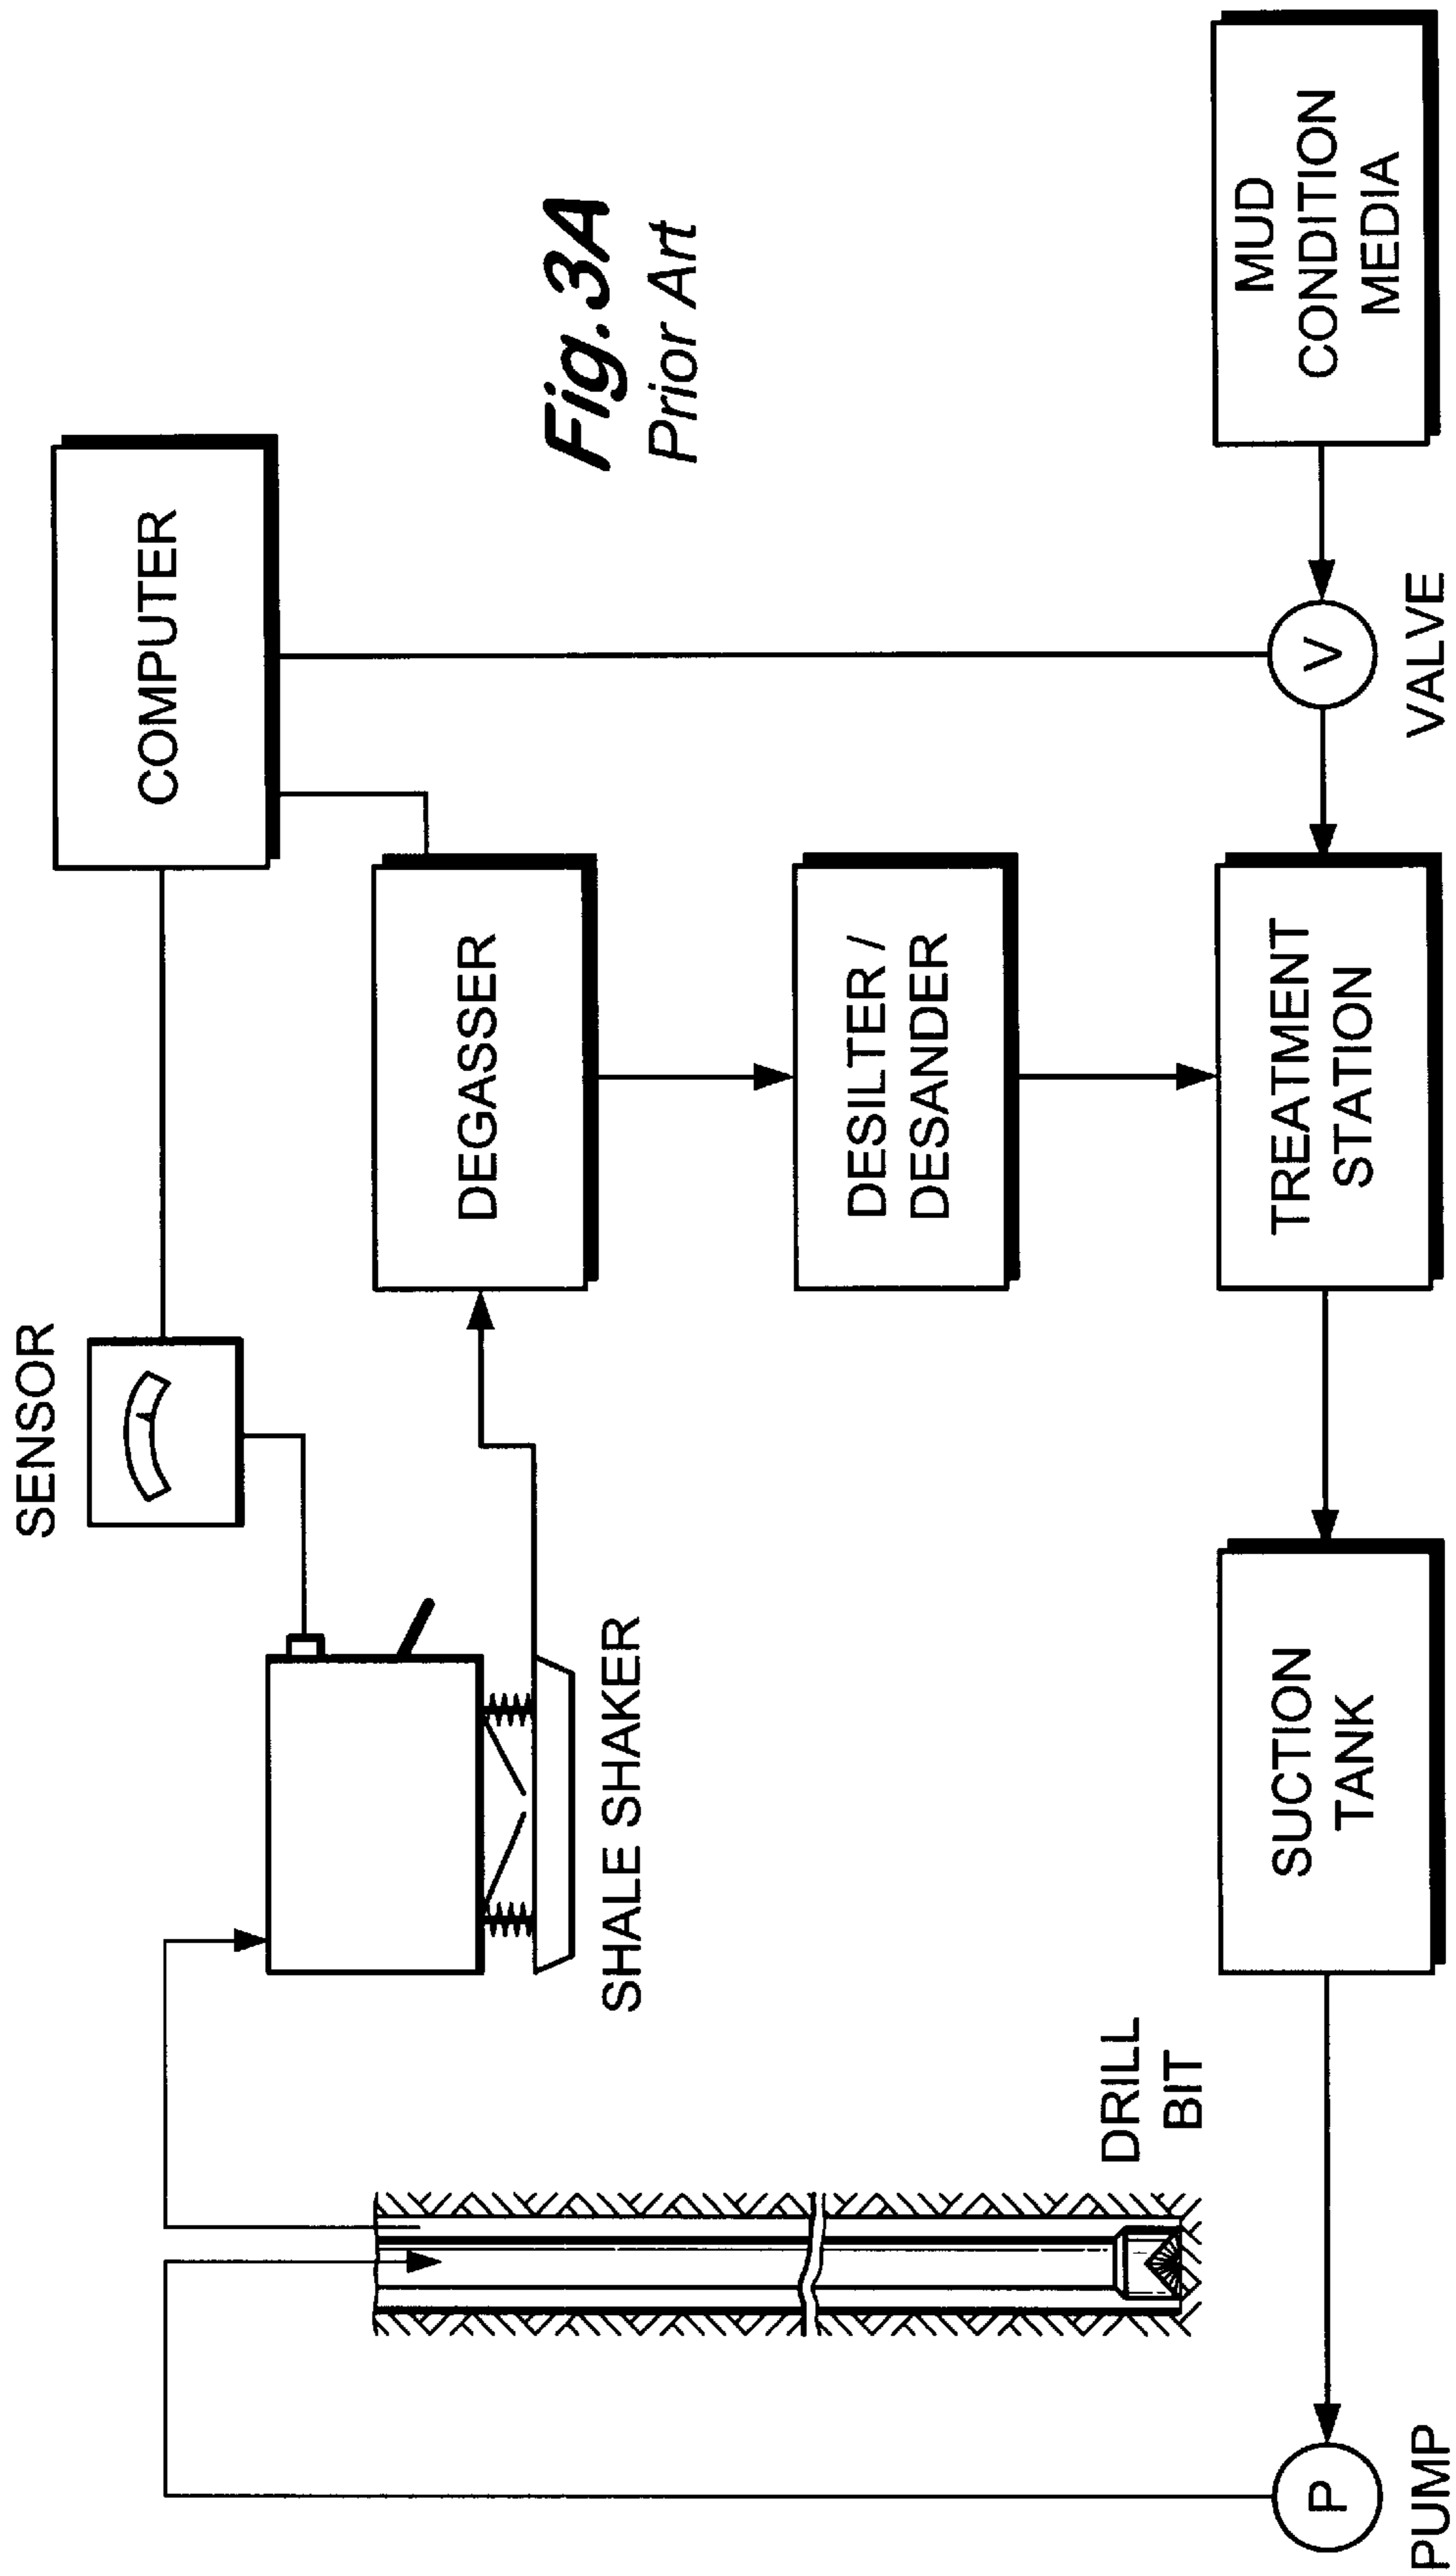 SENSOR
COMPUTER
SHALE SHAKER
DEGASSER
Fig.3A
Prior Art
DESILTER /
DESANDER
DRILL
BIT
P
PUMP
SUCTION
TANK
TREATMENT
STATION
V
VALVE
MUD
CONDITION
MEDIA